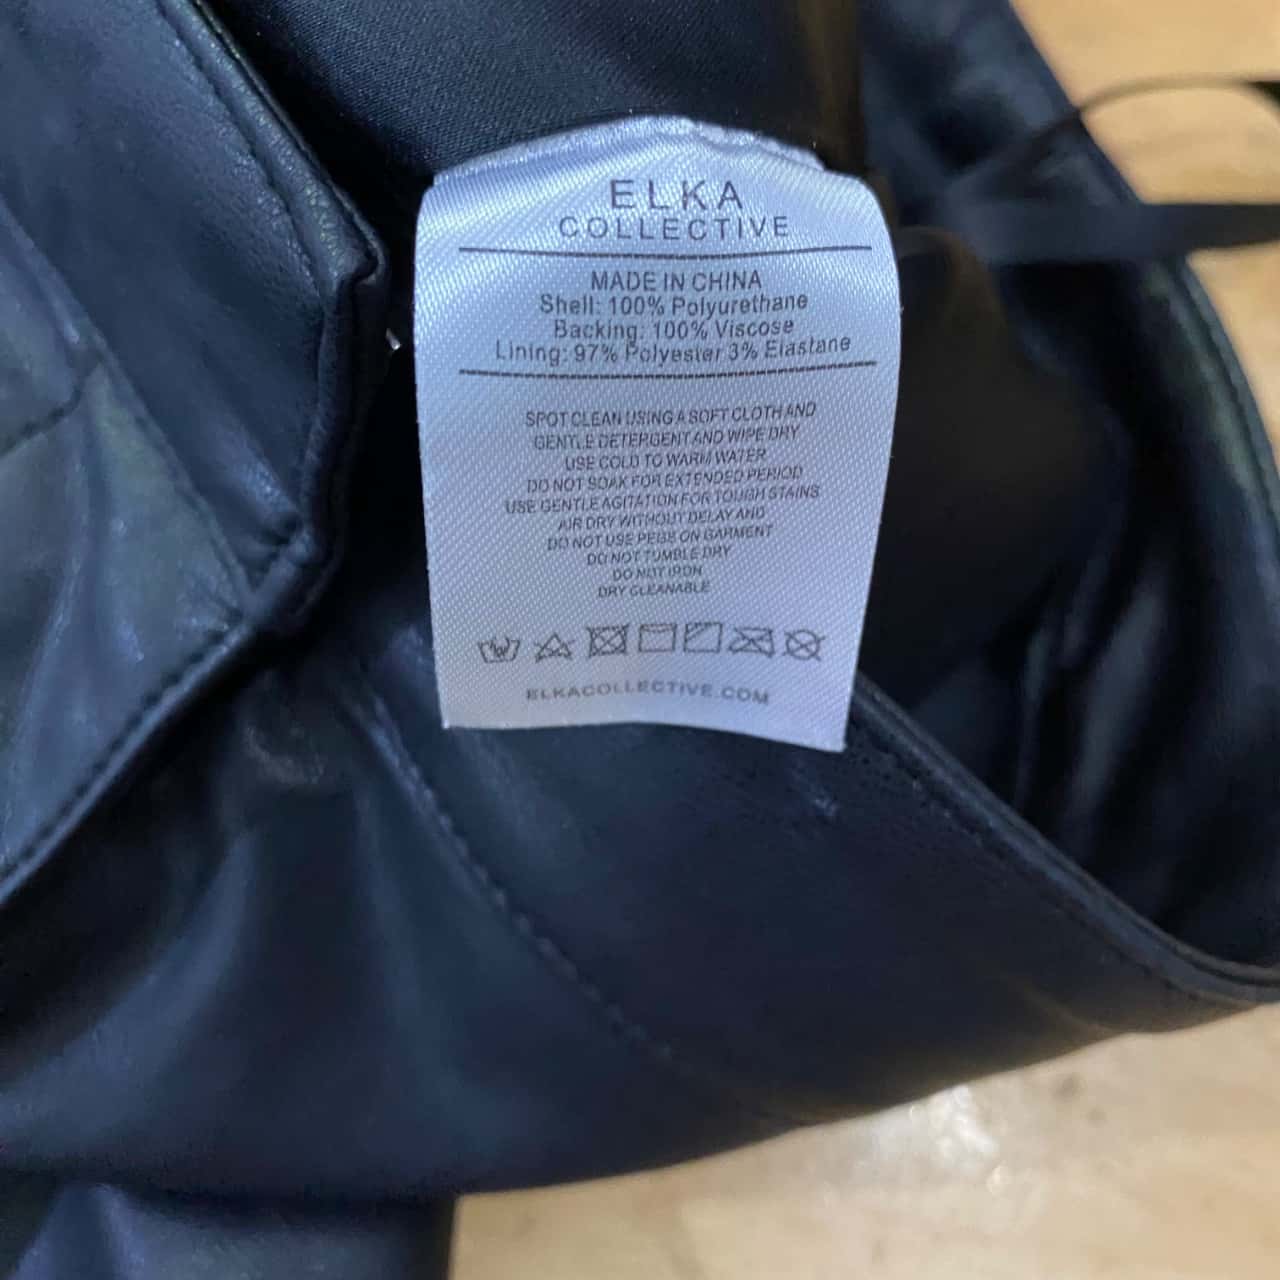 ELKA
COLLECTIVE
MADE IN CHINA
Shell: 100% Polyurethane
Backing: 100% Viscose
Lining: 97% Polyester 3% Elastane
SPOT CLEAN USING A SOFT CLOTH AND
GENTLE DETERGENT AND WIPE DRY
USE COLD TO WARM WATER
DO NOT SOAK FOR EXTENDED PERIOD
USE GENTLE AGITATION FOR TOUGH STAINS
AIR DRY WITHOUT DELAY AND
DO NOT USE PEGS ON GARMENT
DO NOT TUMBLE DRY
DO NOT IRON
DRY CLEANABLE
ELKACOLLECTIVE.COM